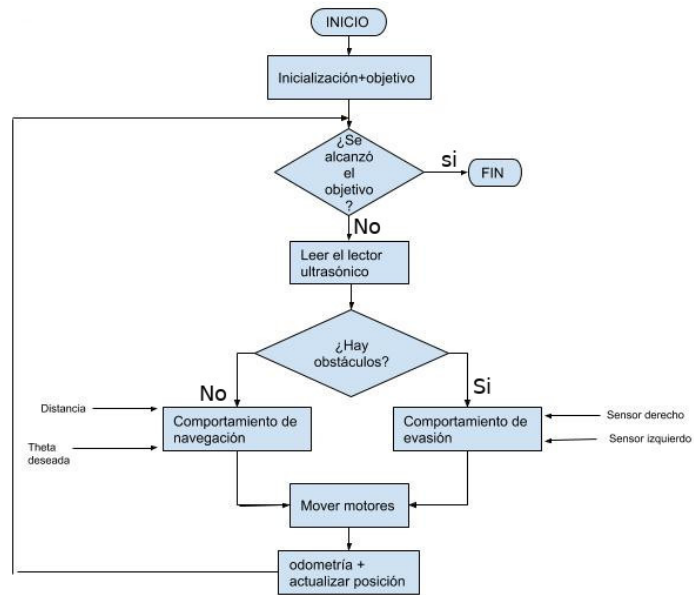 INICIO
Inicialización+objetivo
¿Se
alcanzó
el
objetivo
?
si
FIN
No
Leer el lector
ultrasónico
¿Hay
obstáculos?
No
Si
Distancia
Comportamiento de
navegación
Theta
deseada
Comportamiento de
evasión
Sensor derecho
Sensor izquierdo
Mover motores
odometría +
actualizar posición